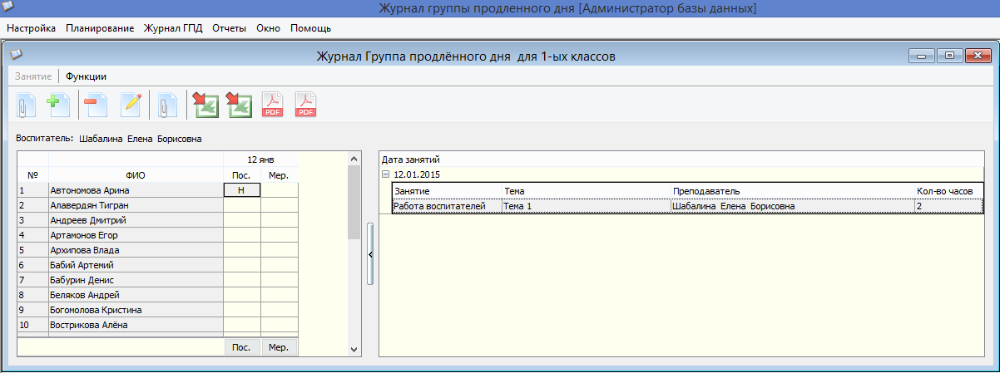 Журнал группы продленного дня [Администратор базы данных]
Настройка Планирование Журнал ГПД Отчеты Окно Помощь
Журнал Группа продлённого дня для 1-ых классов
Занятие Функции
PDF PDF
Воспитатель: Шабалина Елена Борисовна
12 янв
№ ФИО Пос. Мер.
1 Автономова Арина Н
2 Алавердян Тигран
3 Андреев Дмитрий
4 Артамонов Егор
5 Архипова Влада
6 Бабий Артемий
7 Бабурин Денис
8 Беляков Андрей
9 Богомолова Кристина
10 Вострикова Алёна
Пос. Мер.
Дата занятий
12.01.2015
Занятие Тема Преподаватель Кол-во часов
Работа воспитателей Тема 1 Шабалина Елена Борисовна 2